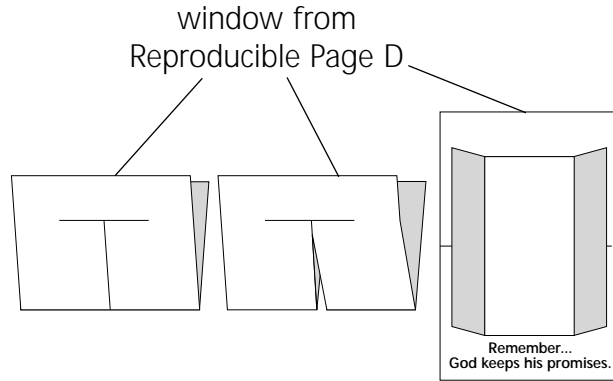 window from
Reproducible Page D
Remember...
God keeps his promises.